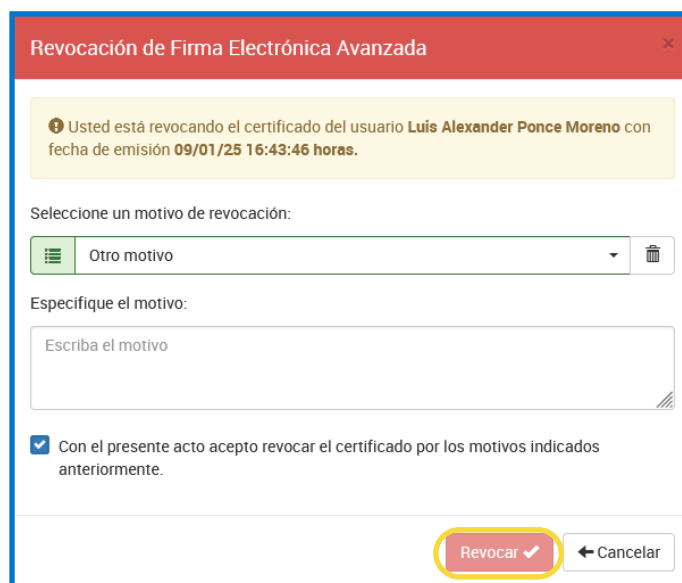 Revocación de Firma Electrónica Avanzada
×
Usted está revocando el certificado del usuario Luis Alexander Ponce Moreno con
fecha de emisión 09/01/25 16:43:46 horas.
Seleccione un motivo de revocación:
Otro motivo
Especifique el motivo:
Escriba el motivo
Con el presente acto acepto revocar el certificado por los motivos indicados
anteriormente.
Revocar
Cancelar